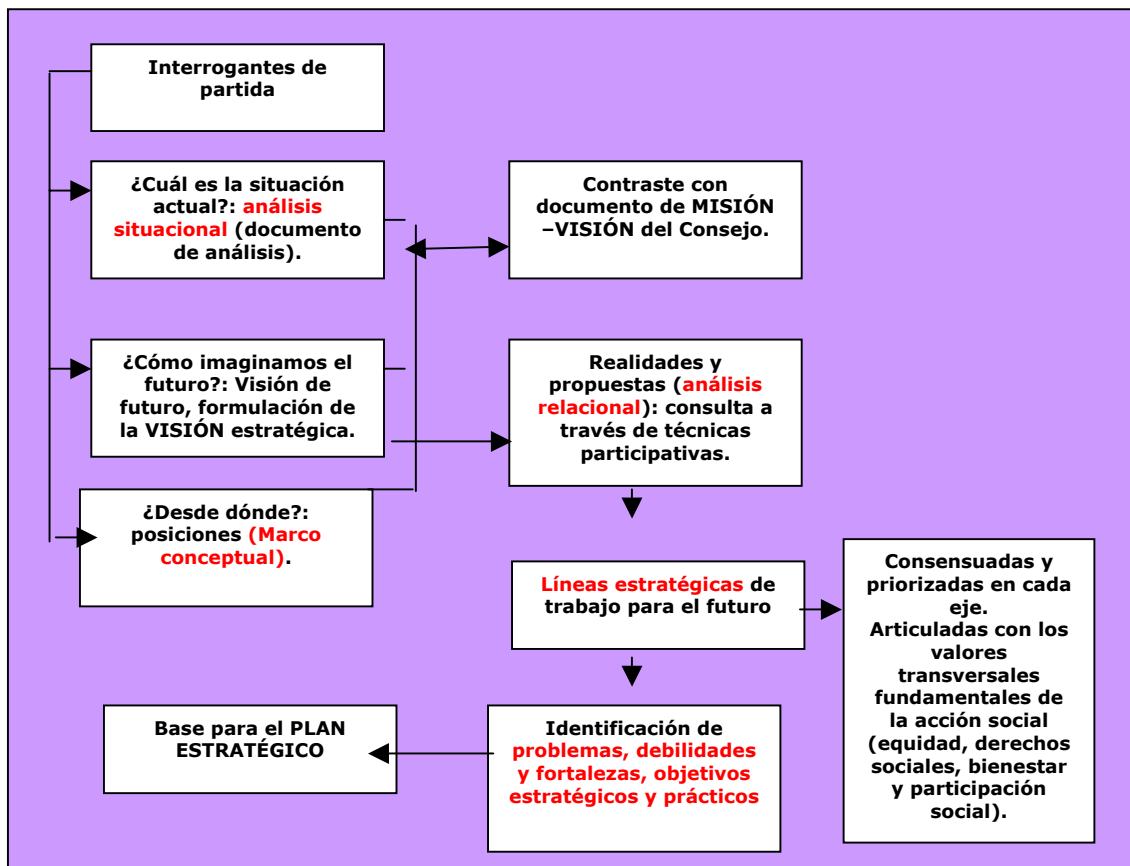 Interrogantes de
partida
¿Cuál es la situación
actual?: análisis
situacional (documento
de análisis).
Contraste con
documento de MISIÓN
–VISIÓN del Consejo.
¿Cómo imaginamos el
futuro?: Visión de
futuro, formulación de
la VISIÓN estratégica.
Realidades y
propuestas (análisis
relacional): consulta a
través de técnicas
participativas.
¿Desde dónde?:
posiciones (Marco
conceptual).
Líneas estratégicas de
trabajo para el futuro
Consensuadas y
priorizadas en cada
eje.
Articuladas con los
valores
transversales
fundamentales de
la acción social
(equidad, derechos
sociales, bienestar
y participación
social).
Identificación de
problemas, debilidades
y fortalezas, objetivos
estratégicos y prácticos
Base para el PLAN
ESTRATÉGICO